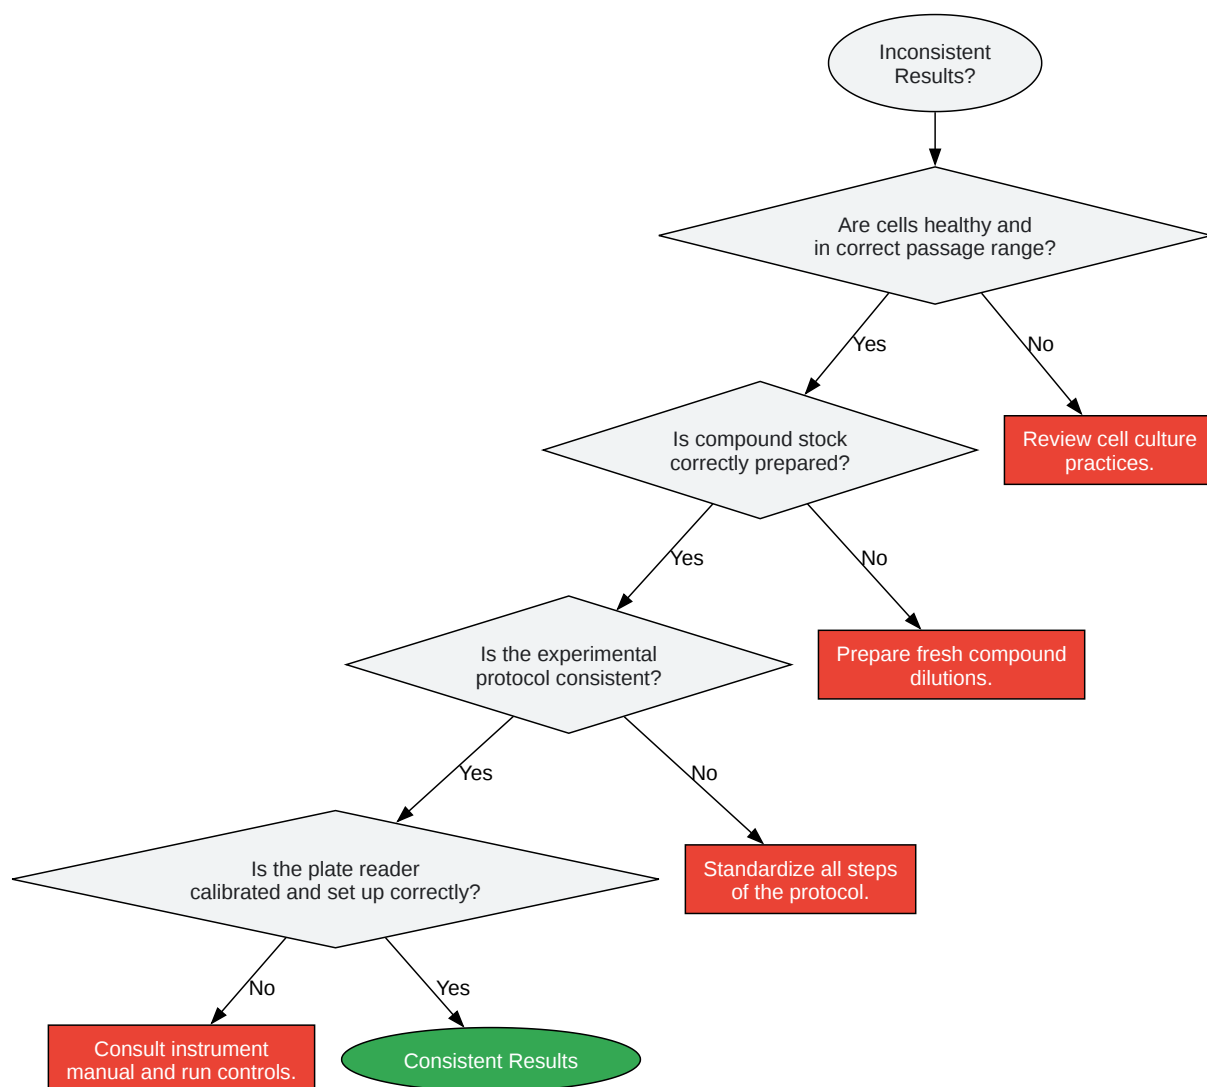 Inconsistent
Results?
Are cells healthy and
in correct passage range?
Yes
No
Is compound stock
correctly prepared?
Review cell culture
practices.
Yes
No
Is the experimental
protocol consistent?
Prepare fresh compound
dilutions.
Yes
No
Is the plate reader
calibrated and set up correctly?
Standardize all steps
of the protocol.
No
Yes
Consult instrument
manual and run controls.
Consistent Results